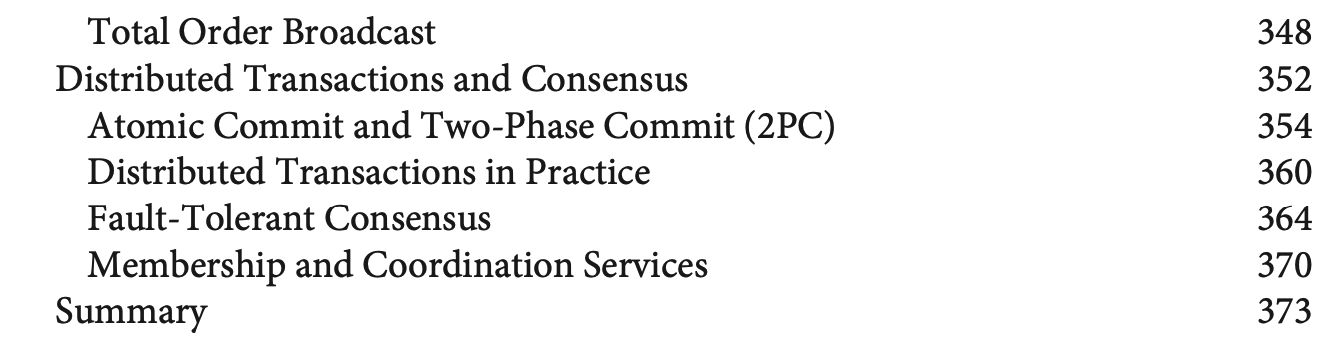 Total Order Broadcast 348
Distributed Transactions and Consensus 352
Atomic Commit and Two-Phase Commit (2PC) 354
Distributed Transactions in Practice 360
Fault-Tolerant Consensus 364
Membership and Coordination Services 370
Summary 373